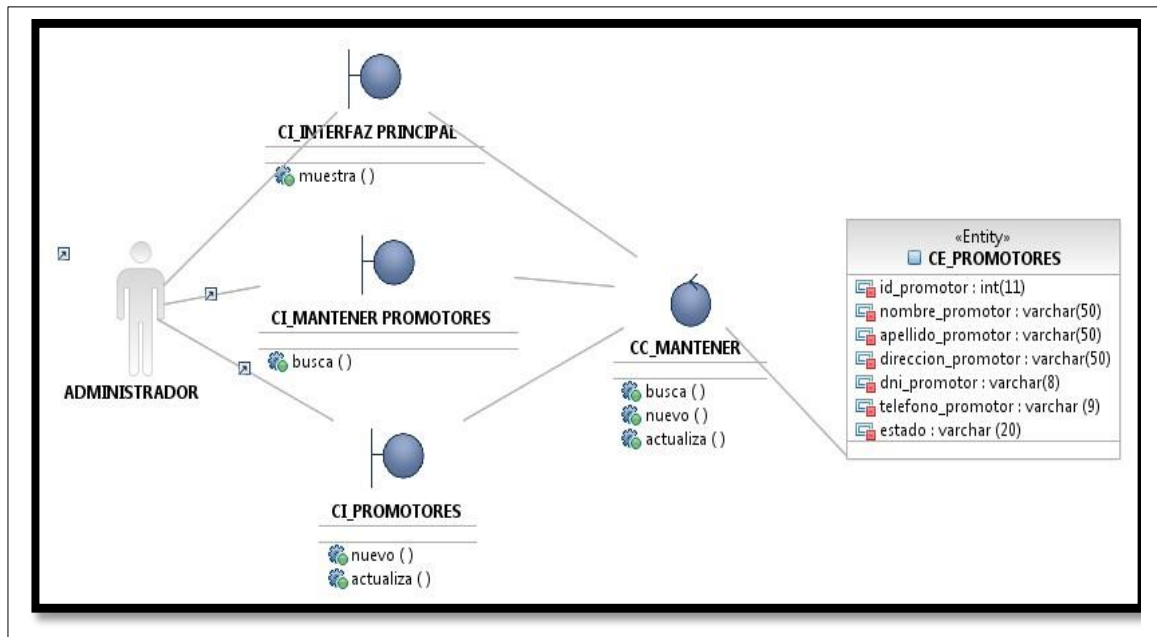 CI_INTERFAZ PRINCIPAL
muestra ( )
ADMINISTRADOR
CI_MANTENER PROMOTORES
busca ( )
CI_PROMOTORES
nuevo ( )
actualiza ( )
CC_MANTENER
busca ( )
nuevo ( )
actualiza ( )
«Entity»
CE_PROMOTORES
id_promotor : int(11)
nombre_promotor : varchar(50)
apellido_promotor : varchar(50)
direccion_promotor : varchar(50)
dni_promotor : varchar(8)
telefono_promotor : varchar (9)
estado : varchar (20)